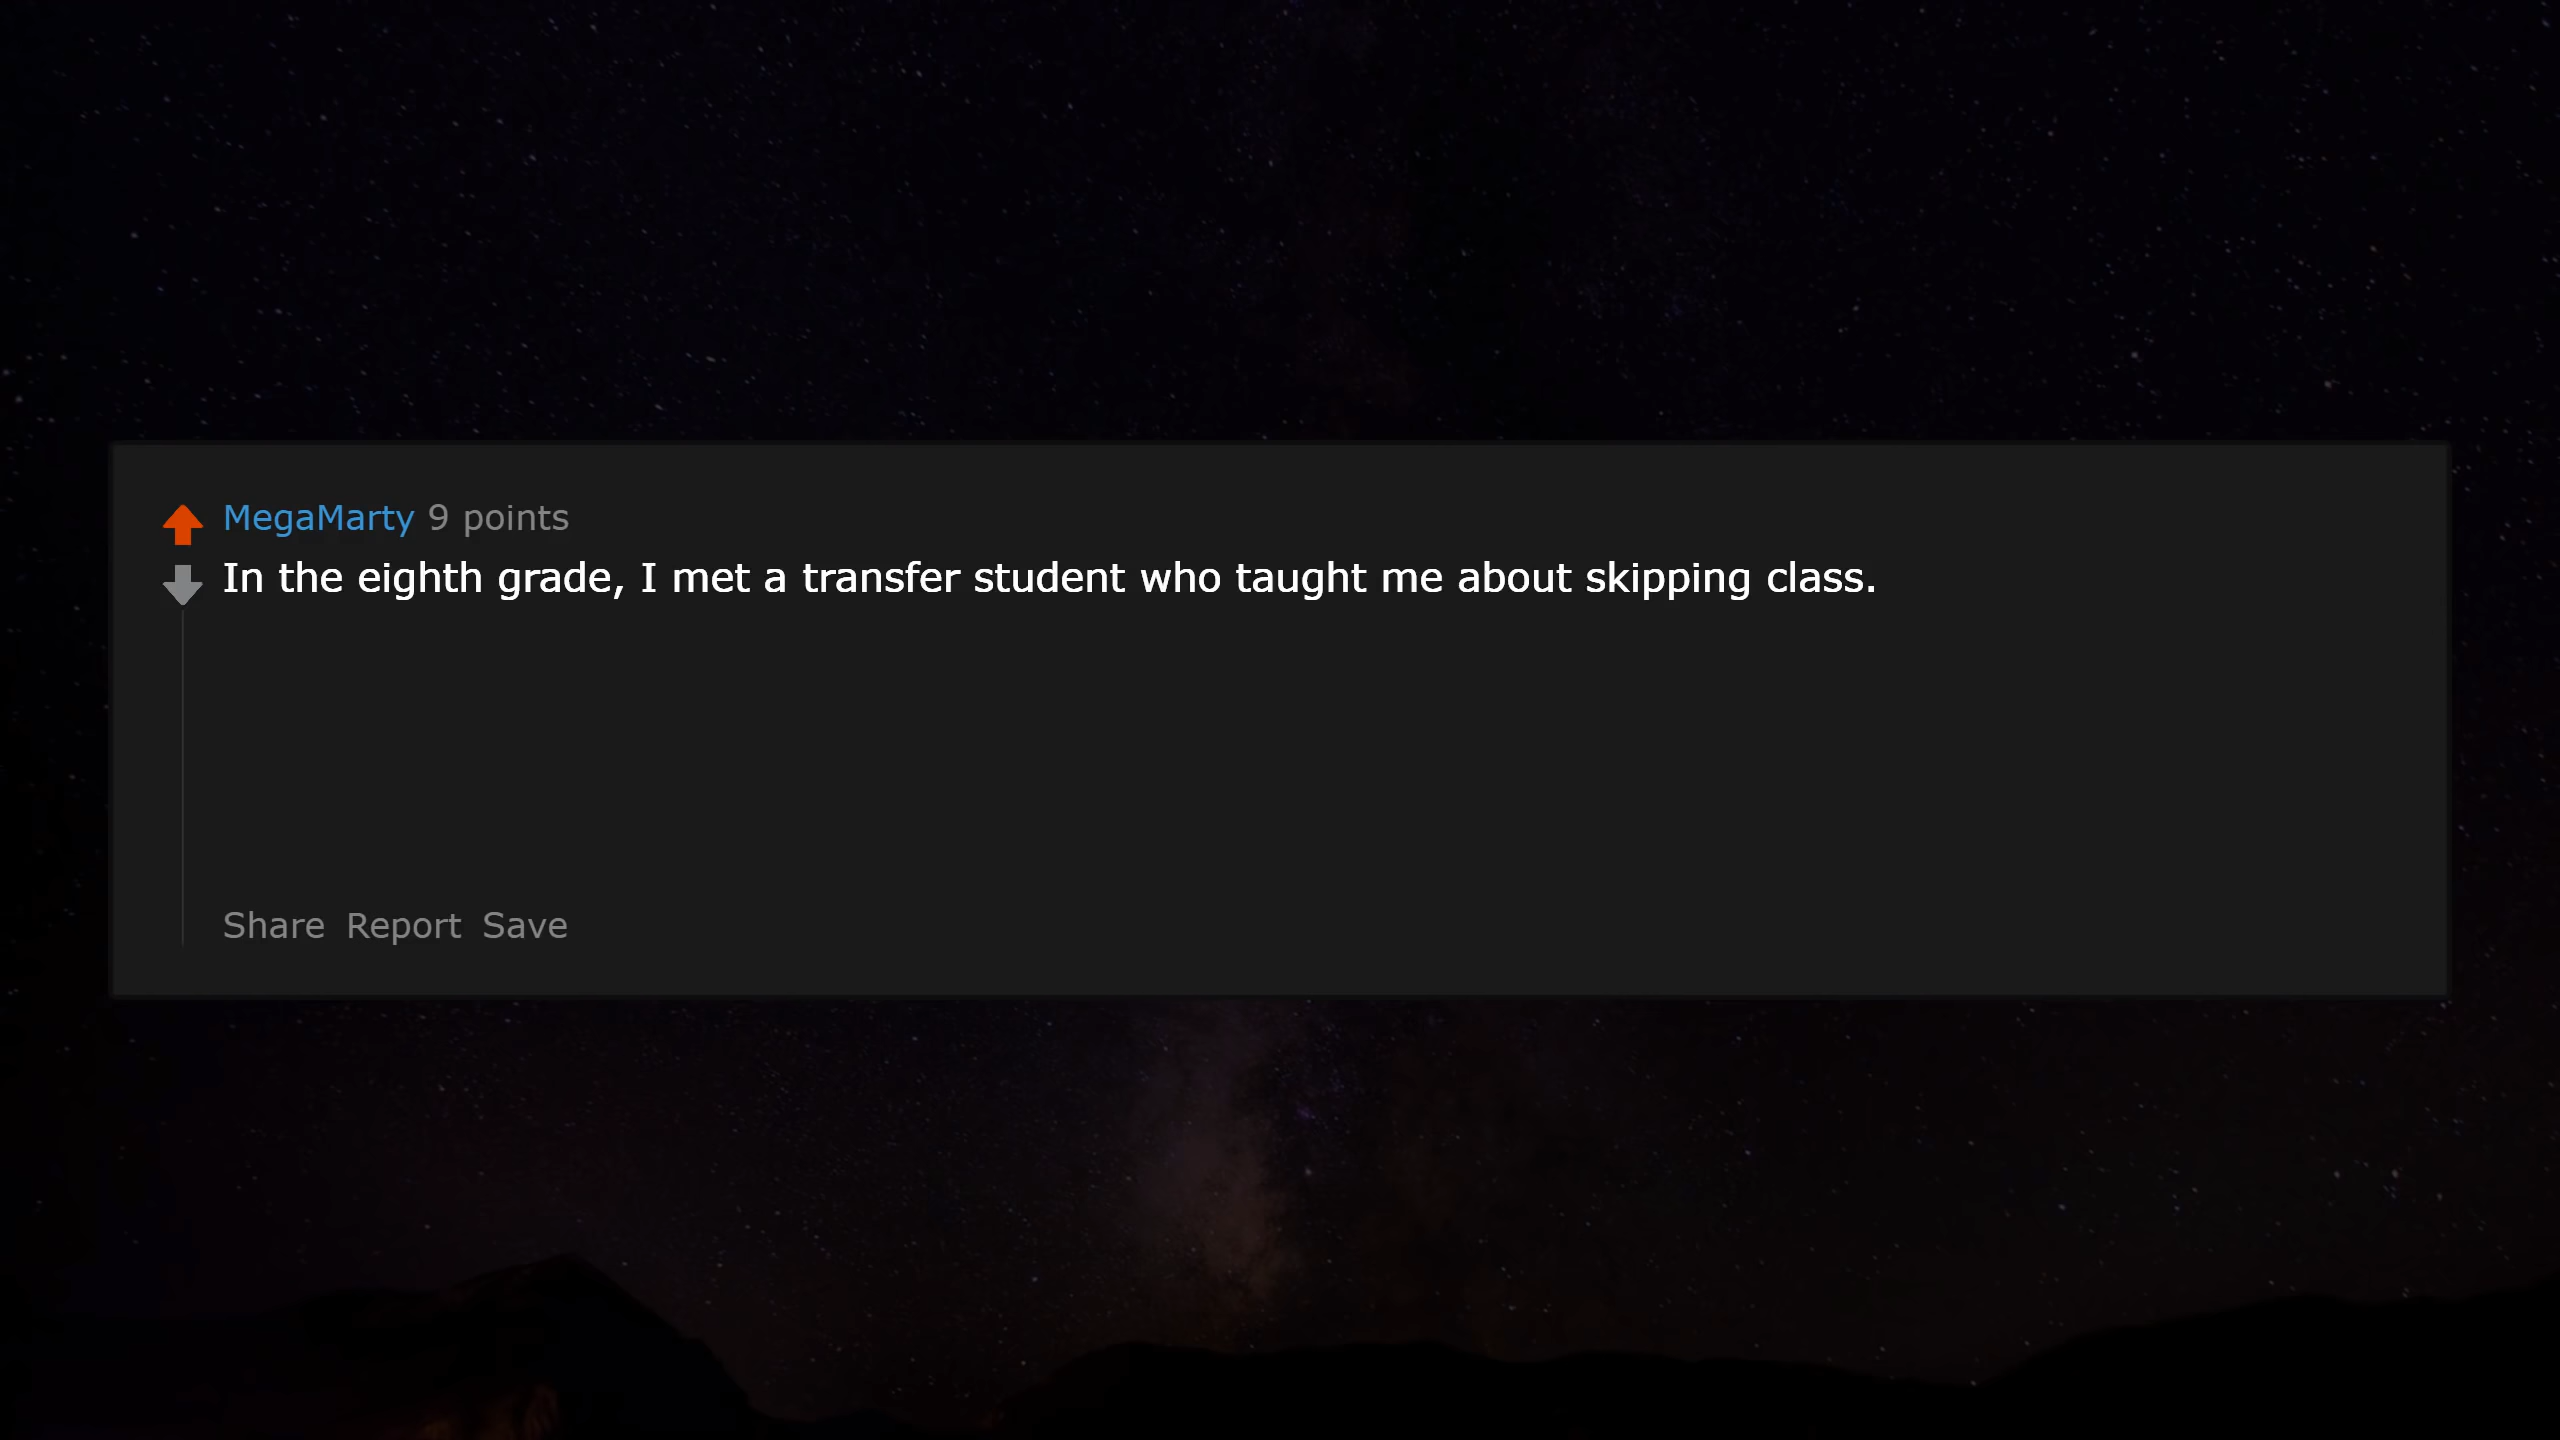 MegaMarty 9 points
In the eighth grade, I met a transfer student who taught me about skipping class.
Share Report Save